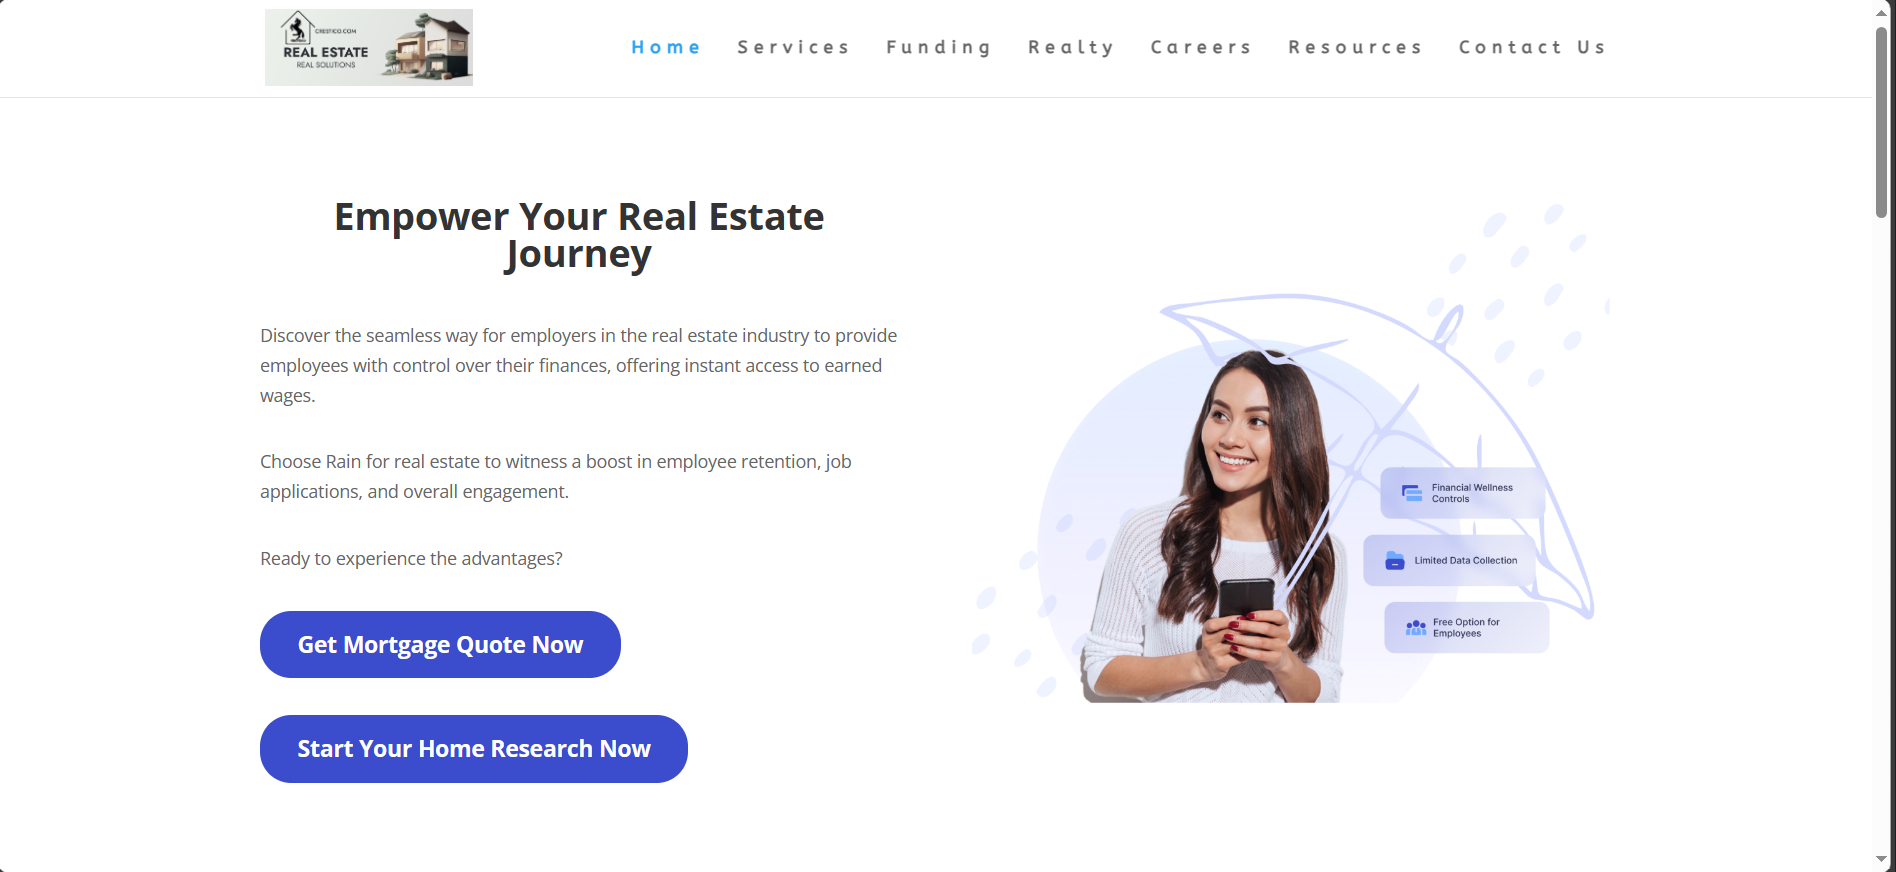 CRESTICO.COM
REAL ESTATE
REAL SOLUTIONS
Home Services Funding Realty Careers Resources Contact Us
Empower Your Real Estate
Journey
Discover the seamless way for employers in the real estate industry to provide
employees with control over their finances, offering instant access to earned
wages.
Choose Rain for real estate to witness a boost in employee retention, job
applications, and overall engagement.
Ready to experience the advantages?
Get Mortgage Quote Now
Start Your Home Research Now
Financial Wellness
Controls
Limited Data Collection
Free Option for
Employees